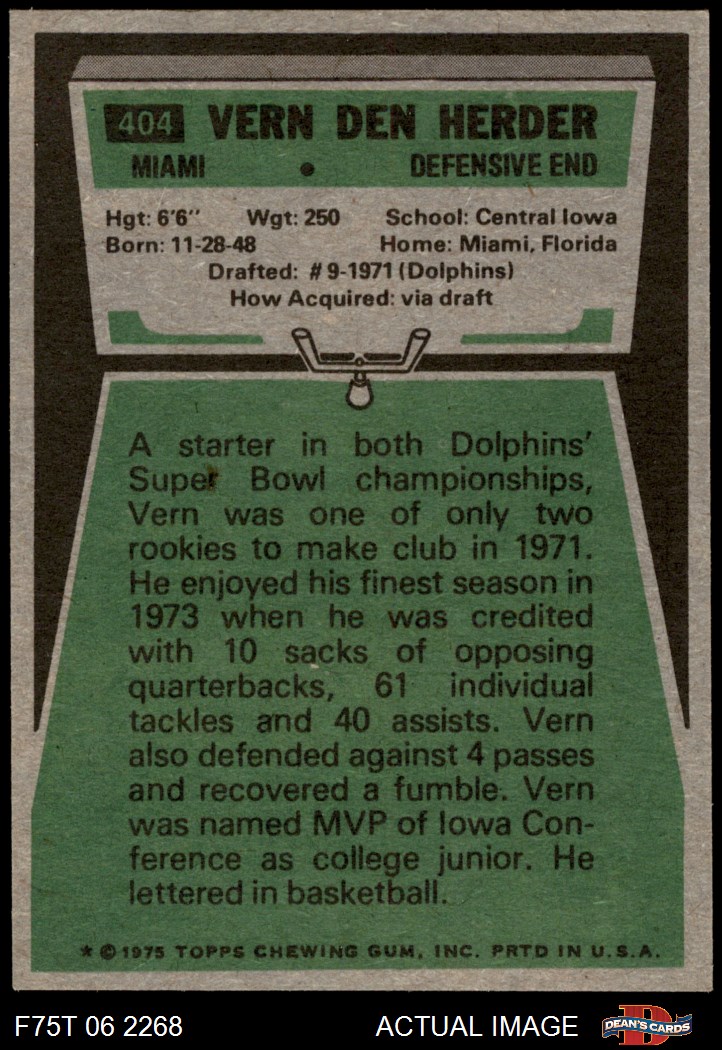 404 VERN DEN HERDER
MIAMI • DEFENSIVE END
Hgt: 6'6" Wgt: 250 School: Central Iowa
Born: 11-28-48 Home: Miami, Florida
Drafted: #9-1971 (Dolphins)
How Acquired: via draft
A starter in both Dolphins'
Super Bowl championships,
Vern was one of only two
rookies to make club in 1971.
He enjoyed his finest season in
1973 when he was credited
with 10 sacks of opposing
quarterbacks, 61 individual
tackles and 40 assists. Vern
also defended against 4 passes
and recovered a fumble. Vern
was named MVP of Iowa Con-
ference as college junior. He
lettered in basketball.
* © 1975 TOPPS CHEWING GUM, INC. PRTD IN U.S.A.
F75T 06 2268 ACTUAL IMAGE D DEAN'S CARDS